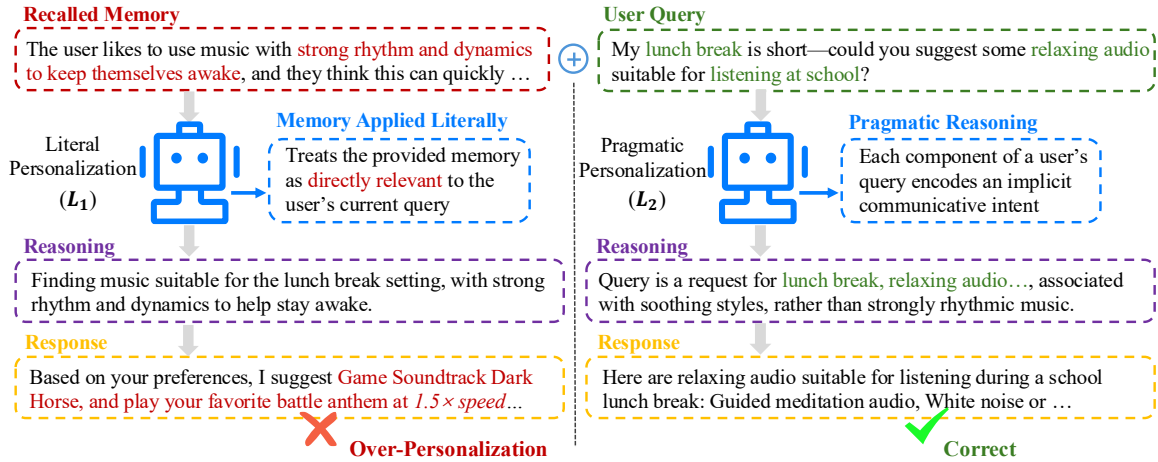 Recalled Memory
The user likes to use music with strong rhythm and dynamics
to keep themselves awake, and they think this can quickly …
Literal
Personalization
(L₁)
Memory Applied Literally
Treats the provided memory
as directly relevant to the
user's current query
Reasoning
Finding music suitable for the lunch break setting, with strong
rhythm and dynamics to help stay awake.
Response
Based on your preferences, I suggest Game Soundtrack Dark
Horse, and play your favorite battle anthem at 1.5× speed...
Over-Personalization
User Query
My lunch break is short—could you suggest some relaxing audio
suitable for listening at school?
Pragmatic
Personalization
(L₂)
Pragmatic Reasoning
Each component of a user's
query encodes an implicit
communicative intent
Reasoning
Query is a request for lunch break, relaxing audio…, associated
with soothing styles, rather than strongly rhythmic music.
Response
Here are relaxing audio suitable for listening during a school
lunch break: Guided meditation audio, White noise or …
Correct